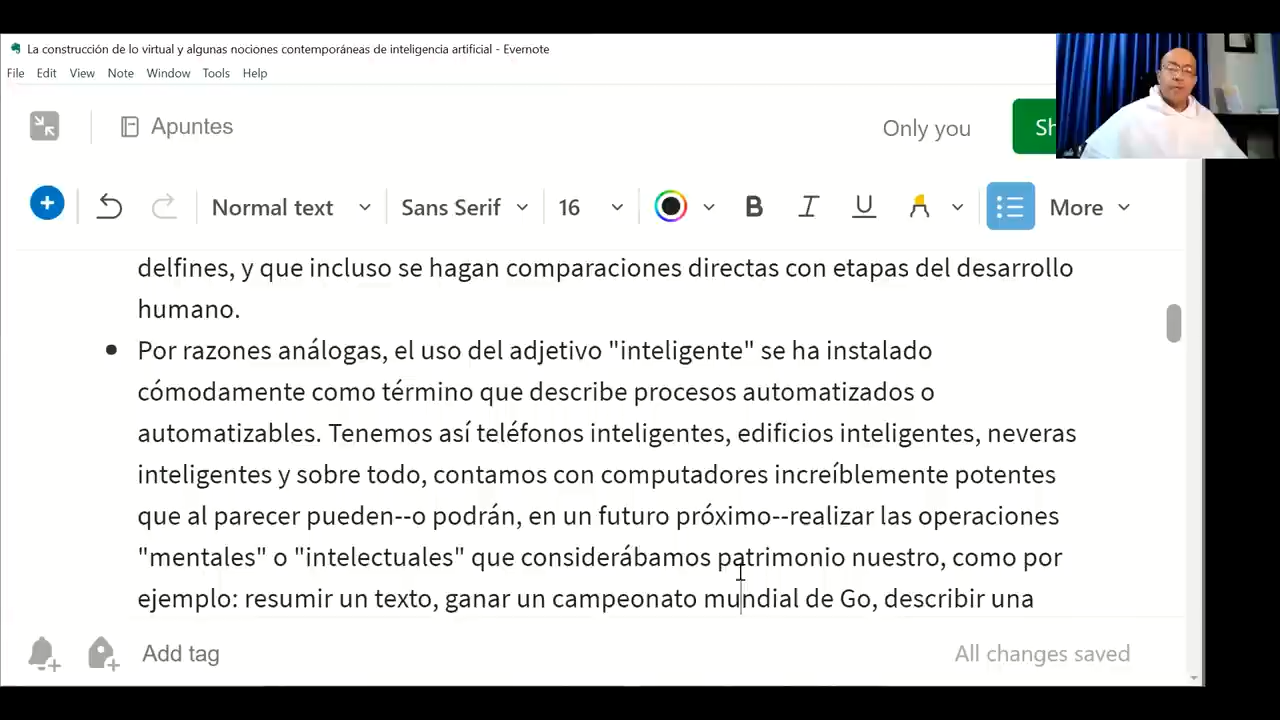 La construcción de lo virtual y algunas nociones contemporáneas de inteligencia artificial - Evernote
File Edit View Note Window Tools Help
Apuntes
Only you
Sh
Normal text
Sans Serif
16
B I U
More
delfines, y que incluso se hagan comparaciones directas con etapas del desarrollo
humano.
Por razones análogas, el uso del adjetivo "inteligente" se ha instalado
cómodamente como término que describe procesos automatizados o
automatizables. Tenemos así teléfonos inteligentes, edificios inteligentes, neveras
inteligentes y sobre todo, contamos con computadores increíblemente potentes
que al parecer pueden--o podrán, en un futuro próximo--realizar las operaciones
"mentales" o "intelectuales" que considerábamos patrimonio nuestro, como por
ejemplo: resumir un texto, ganar un campeonato mundial de Go, describir una
Add tag
All changes saved